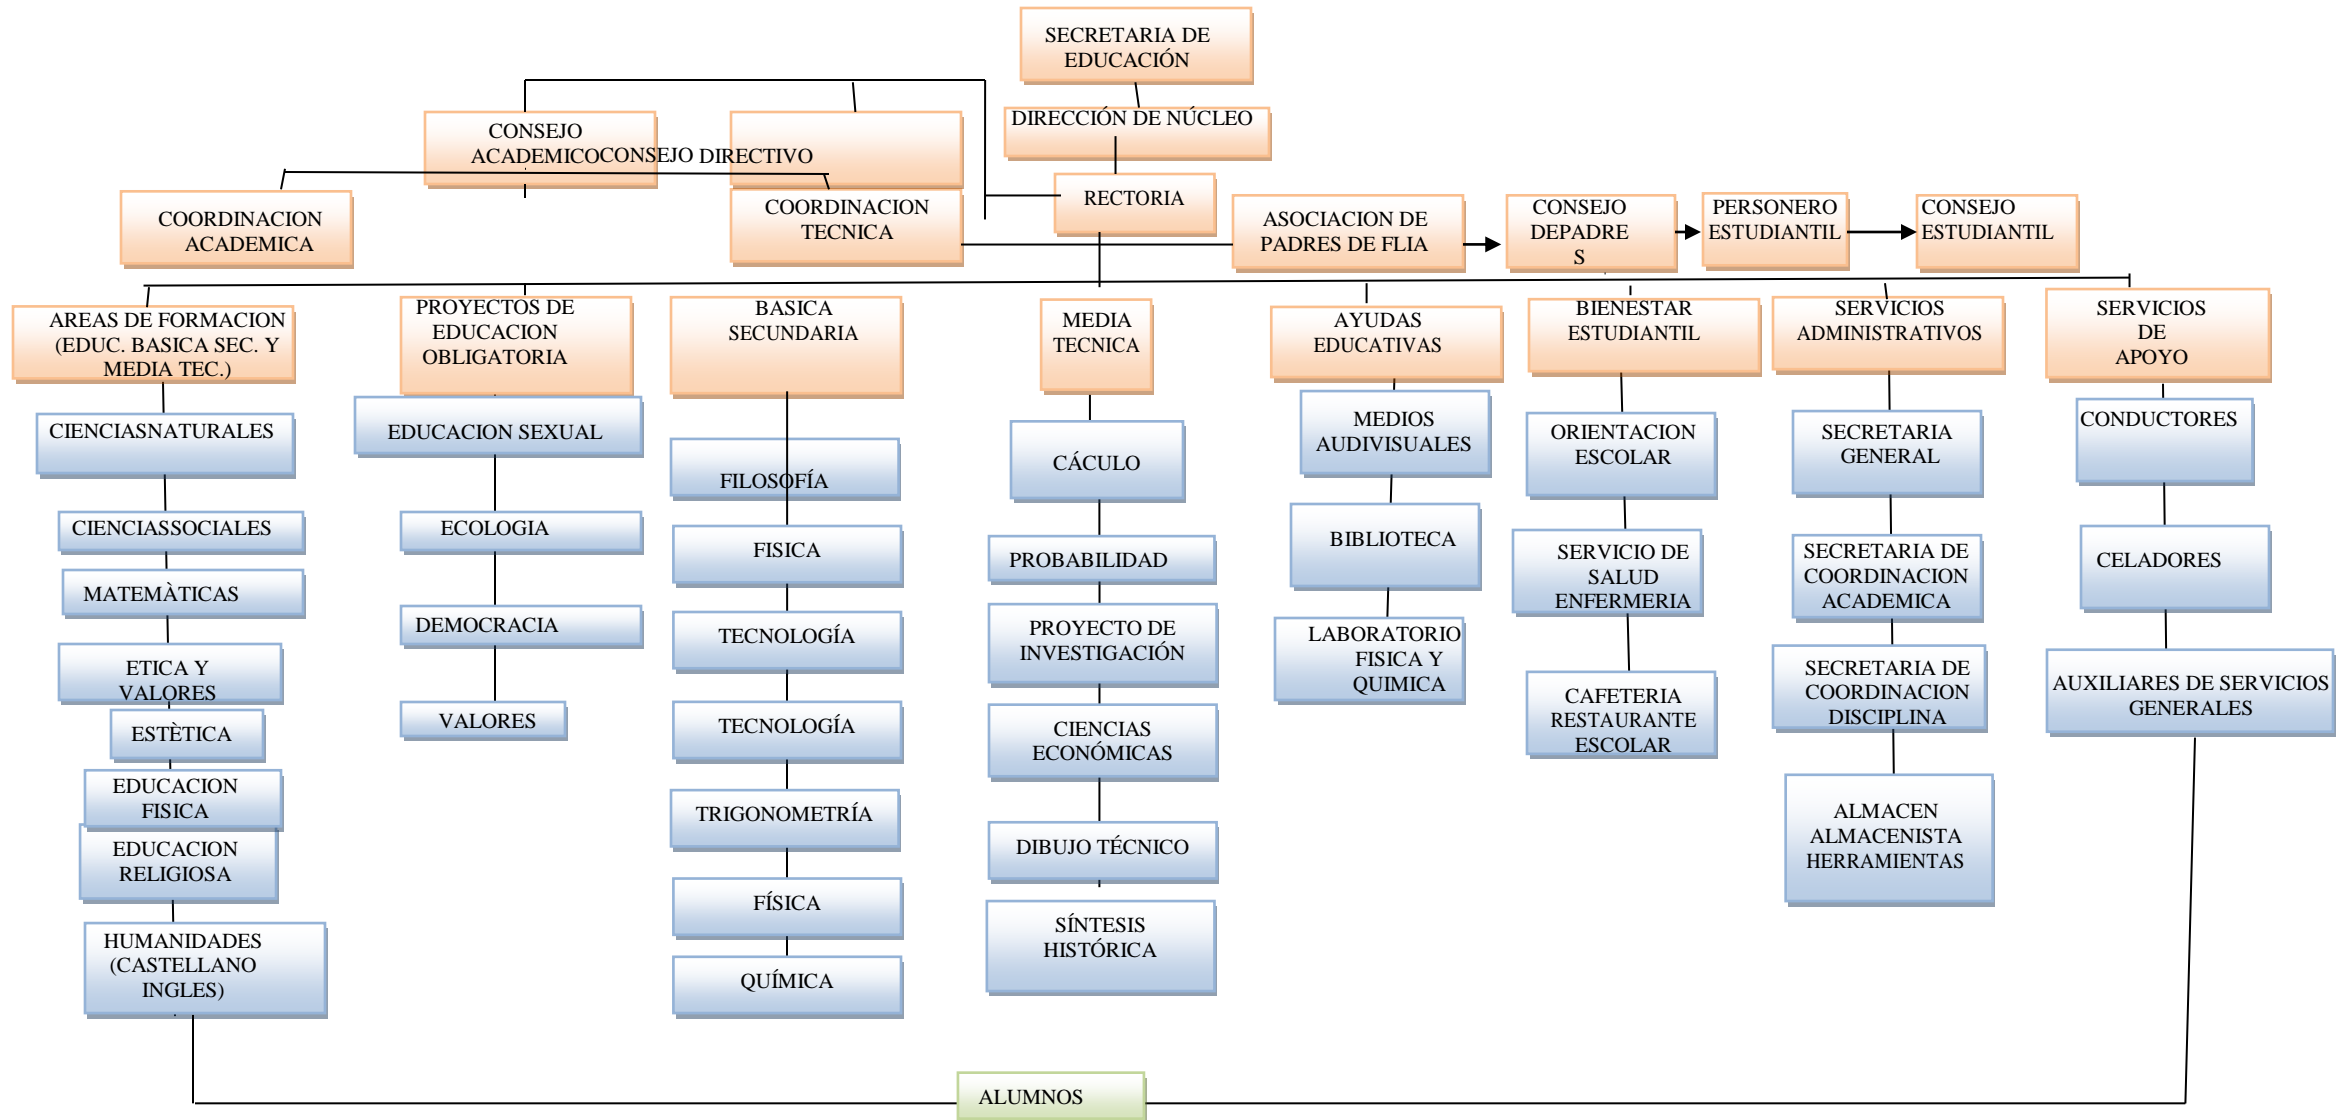 SECRETARIA DE
EDUCACIÓN
DIRECCIÓN DE NÚCLEO
CONSEJO
ACADEMICO
CONSEJO DIRECTIVO
RECTORIA
COORDINACION
ACADEMICA
COORDINACION
TECNICA
ASOCIACION DE
PADRES DE FLIA
CONSEJO
DEPADRE
S
PERSONERO
ESTUDIANTIL
CONSEJO
ESTUDIANTIL
AREAS DE FORMACION
(EDUC. BASICA SEC. Y
MEDIA TEC.)
CIENCIASNATURALES
CIENCIASSOCIALES
MATEMÀTICAS
ETICA Y
VALORES
ESTÈTICA
EDUCACION
FISICA
EDUCACION
RELIGIOSA
HUMANIDADES
(CASTELLANO
INGLES)
PROYECTOS DE
EDUCACION
OBLIGATORIA
EDUCACION SEXUAL
ECOLOGIA
DEMOCRACIA
VALORES
BASICA
SECUNDARIA
FILOSOFÍA
FISICA
TECNOLOGÍA
TECNOLOGÍA
TRIGONOMETRÍA
FÍSICA
QUÍMICA
MEDIA
TECNICA
CÁCULO
PROBABILIDAD
PROYECTO DE
INVESTIGACIÓN
CIENCIAS
ECONÓMICAS
DIBUJO TÉCNICO
SÍNTESIS
HISTÓRICA
AYUDAS
EDUCATIVAS
MEDIOS
AUDIVISUALES
BIBLIOTECA
LABORATORIO
FISICA Y
QUIMICA
BIENESTAR
ESTUDIANTIL
ORIENTACION
ESCOLAR
SERVICIO DE
SALUD
ENFERMERIA
CAFETERIA
RESTAURANTE
ESCOLAR
SERVICIOS
ADMINISTRATIVOS
SECRETARIA
GENERAL
SECRETARIA DE
COORDINACION
ACADEMICA
SECRETARIA DE
COORDINACION
DISCIPLINA
ALMACEN
ALMACENISTA
HERRAMIENTAS
SERVICIOS
DE
APOYO
CONDUCTORES
CELADORES
AUXILIARES DE SERVICIOS
GENERALES
ALUMNOS